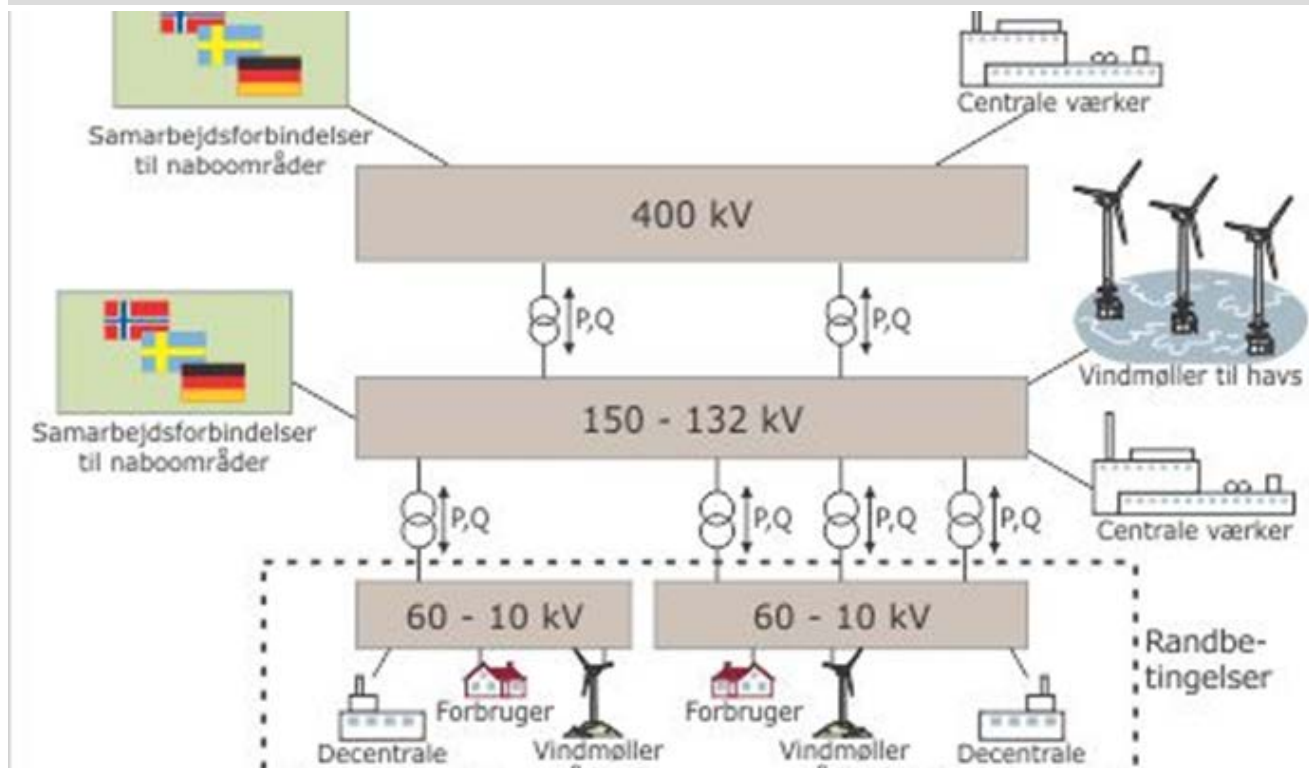 Samarbejdsforbindelser
til naboområder
Centrale værker
400 kV
P,Q
P,Q
Vindmøller til havs
150 - 132 kV
Samarbejdsforbindelser
til naboområder
Centrale værker
P,Q
P,Q
P,Q
P,Q
60 - 10 kV
60 - 10 kV
Randbe-
tingelser
Forbruger
Forbruger
Decentrale
Vindmøller
Vindmøller
Decentrale